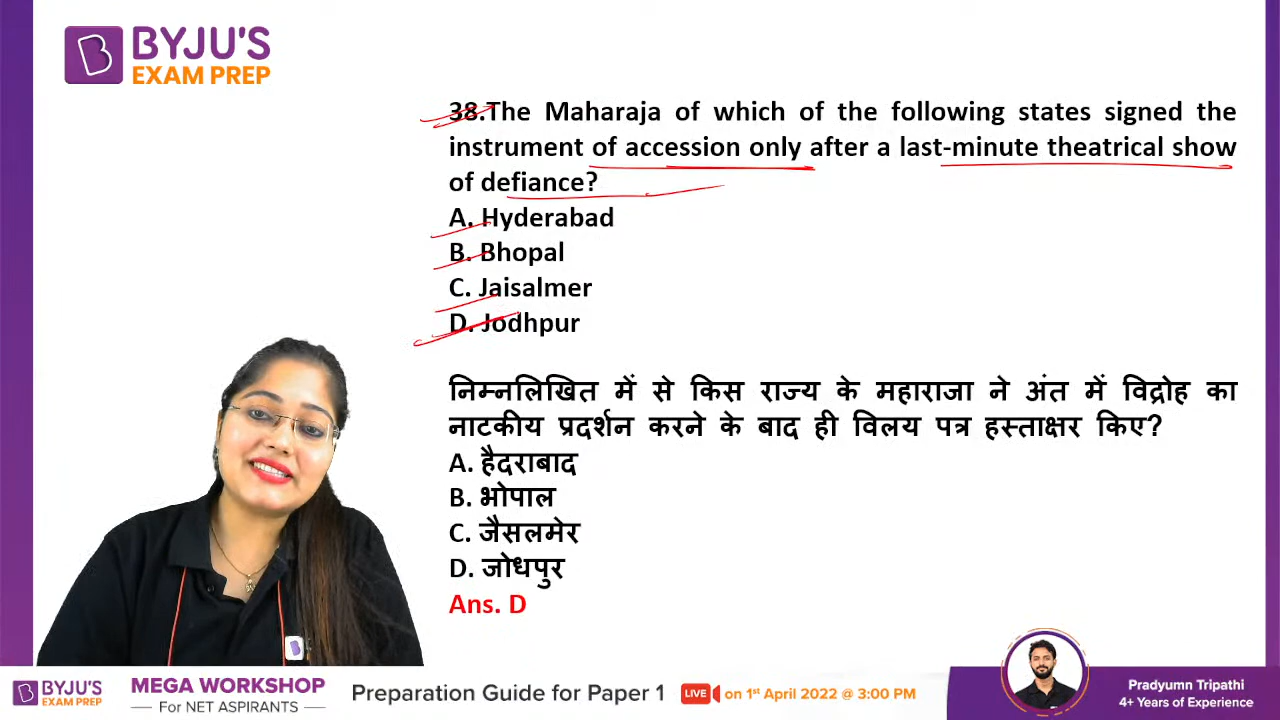 BYJU'S
EXAM PREP
38.The Maharaja of which of the following states signed the
instrument of accession only after a last-minute theatrical show
of defiance?
A. Hyderabad
B. Bhopal
C. Jaisalmer
D. Jodhpur
निम्नलिखित में से किस राज्य के महाराजा ने अंत में विद्रोह का
नाटकीय प्रदर्शन करने के बाद ही विलय पत्र हस्ताक्षर किए?
A. हैदराबाद
B. भोपाल
C. जैसलमेर
D. जोधपुर
Ans. D
BYJU'S
EXAM PREP
MEGA WORKSHOP
For NET ASPIRANTS
Preparation Guide for Paper 1
LIVE
on 1st April 2022 @ 3:00 PM
Pradyumn Tripathi
4+ Years of Experience